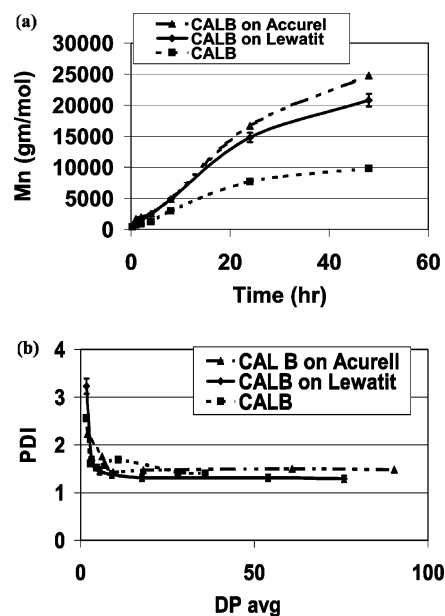 (a)
CALB on Accurel
CALB on Lewatit
CALB
30000
25000
20000
15000
10000
5000
0
Mn (gm/mol)
0 20 40 60
Time (hr)
(b)
CAL B on Acurell
CALB on Lewatit
CALB
4
3
2
1
0
PDI
0 50 100
DP avg